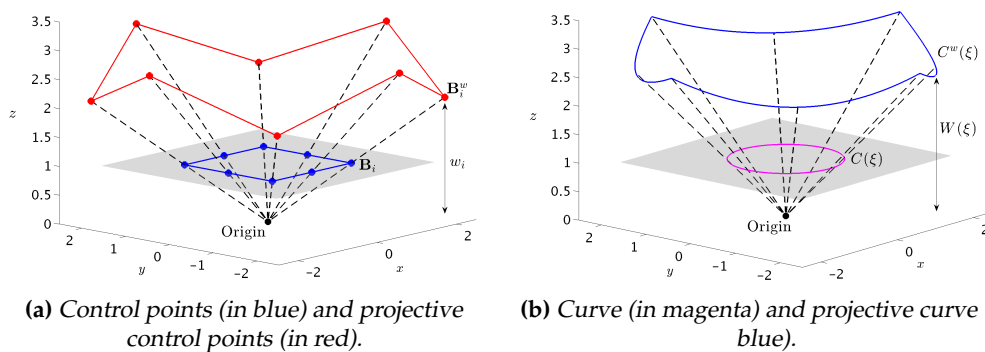 3.5
3
2.5
2
1.5
1
0.5
0
z
2
1
0
-1
-2
y
-2
0
2
x
Origin
B_i^w
B_i
w_i
3.5
3
2.5
2
1.5
1
0.5
0
z
2
1
0
-1
-2
y
-2
0
2
x
Origin
C^w(ξ)
W(ξ)
C(ξ)
(a) Control points (in blue) and projective
control points (in red).
(b) Curve (in magenta) and projective curve
blue).